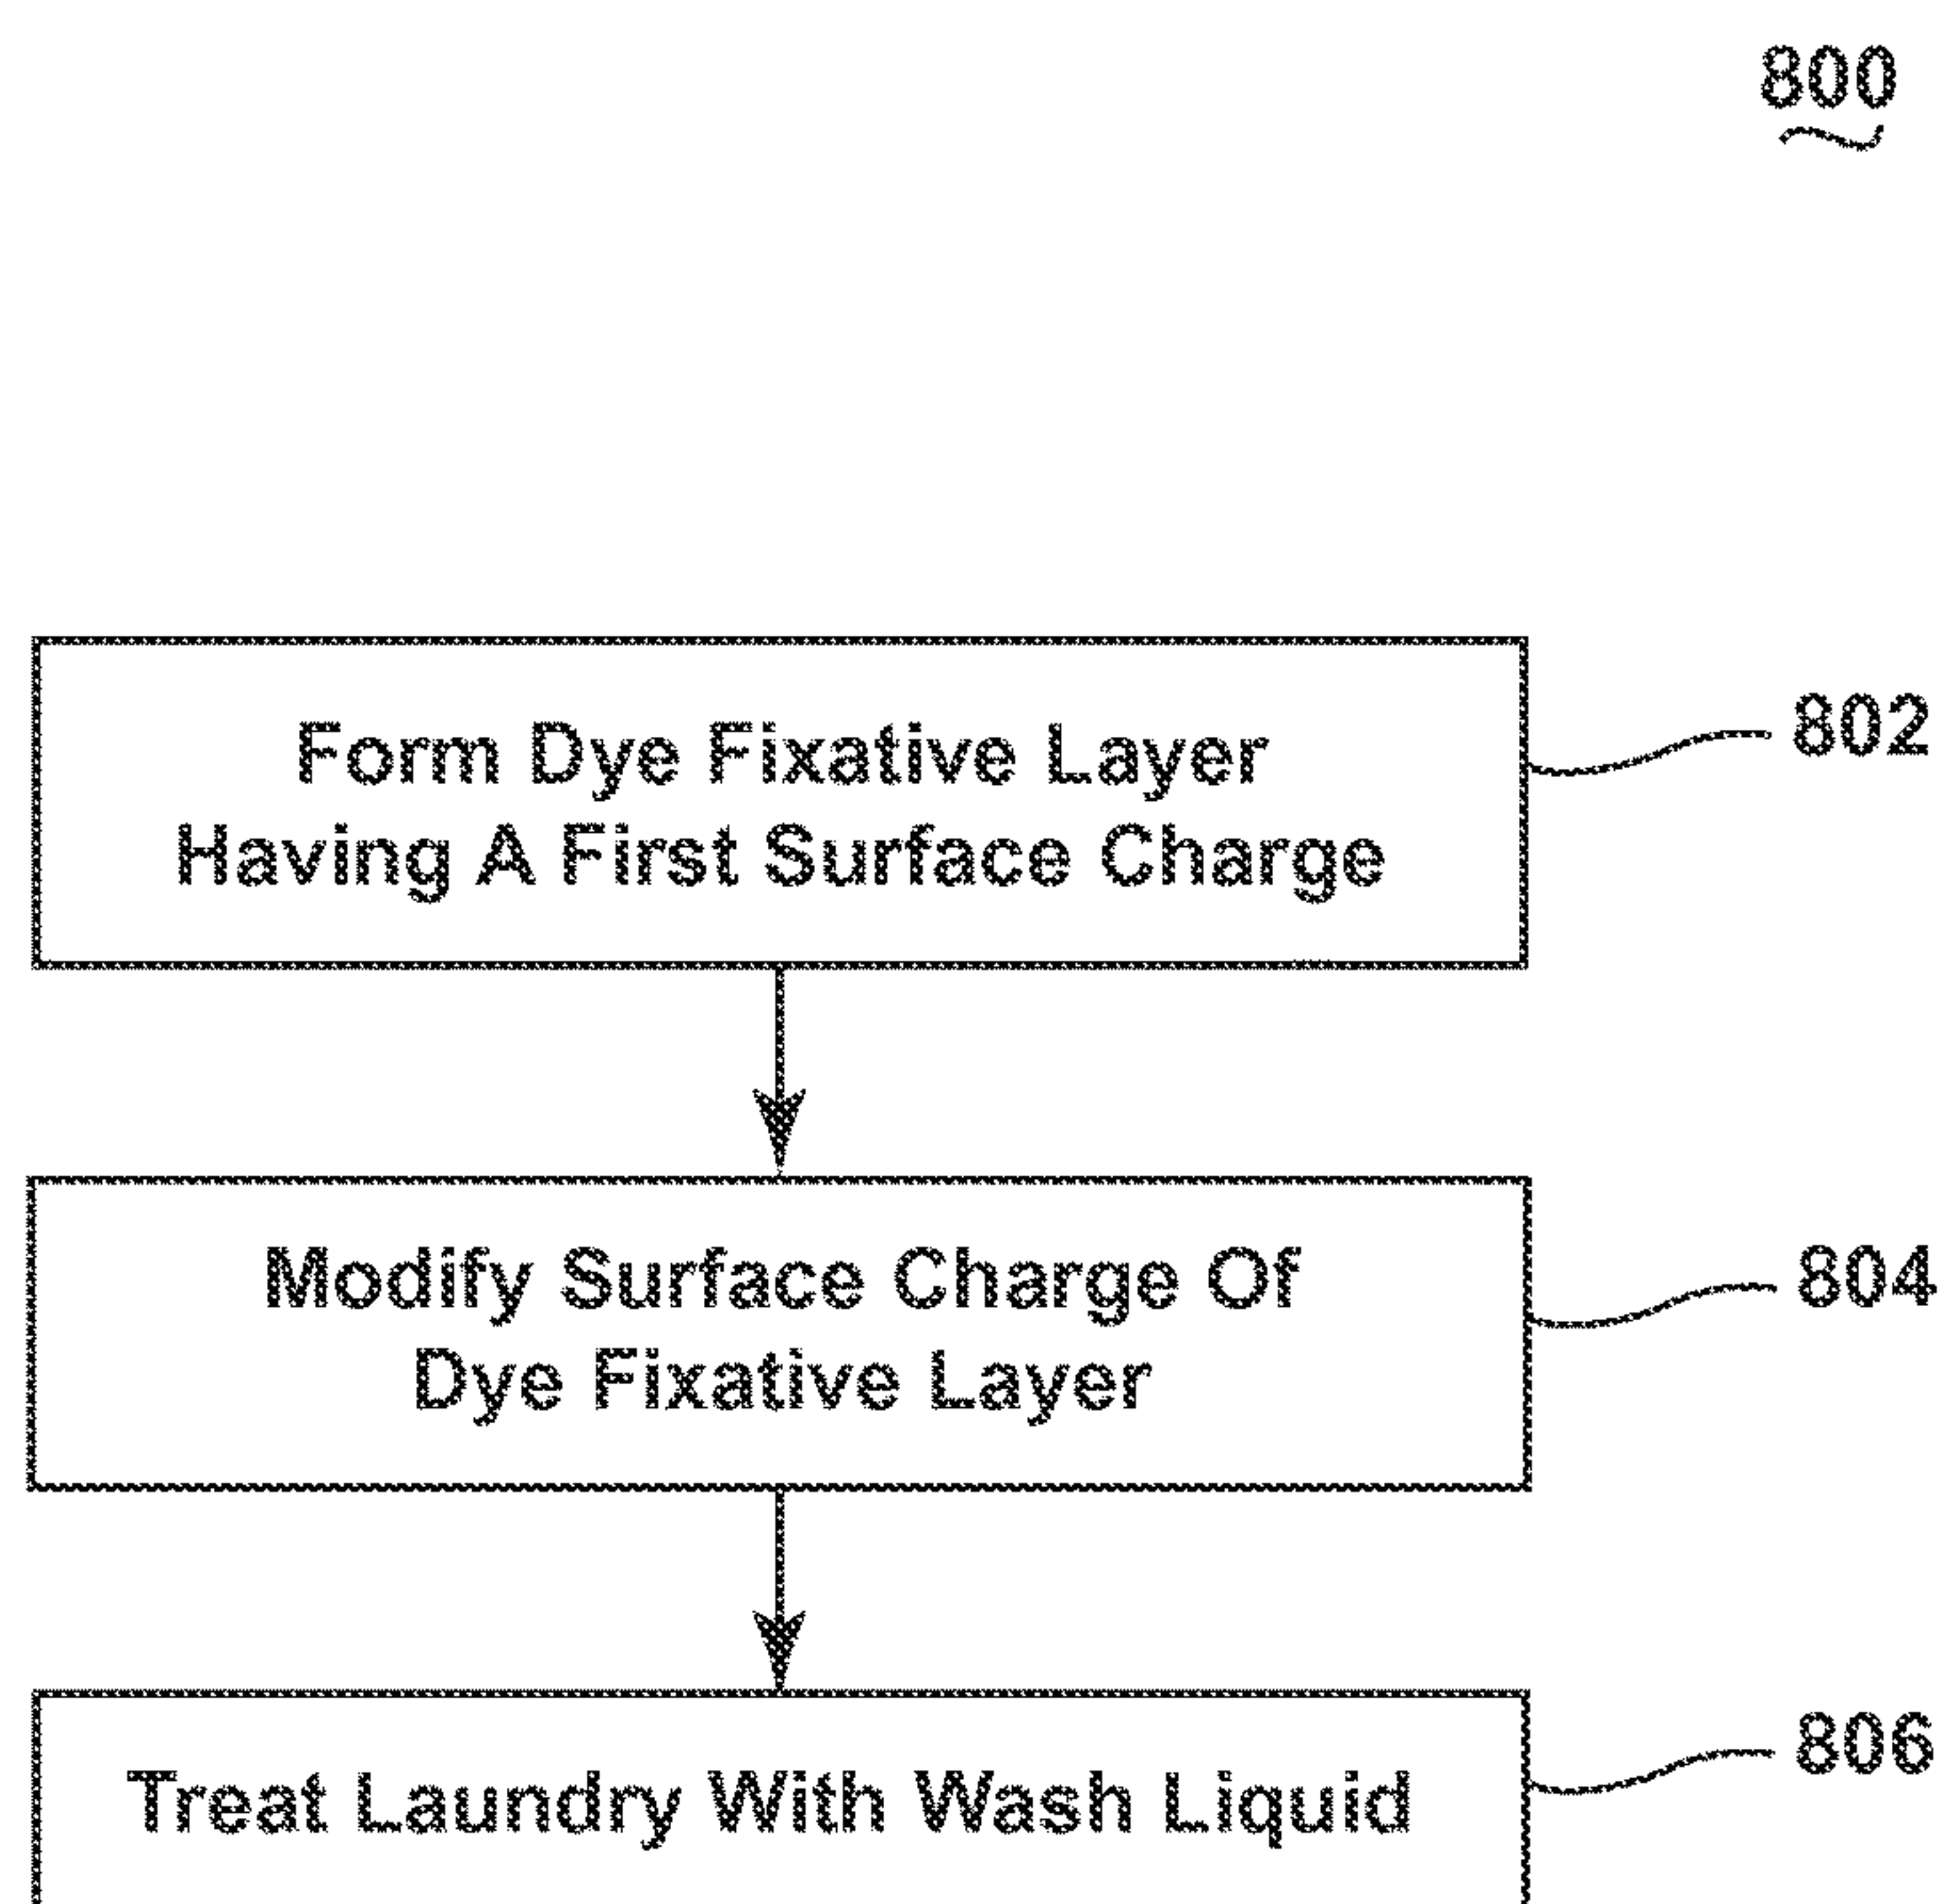 800
Form Dye Fixative Layer
Having A First Surface Charge
802
Modify Surface Charge Of
Dye Fixative Layer
804
Treat Laundry With Wash Liquid
806